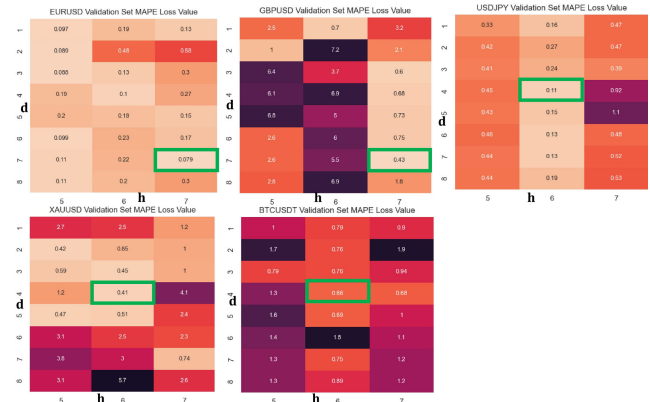 EURUSD Validation Set MAPE Loss Value
1 0.097 0.19 0.13
2 0.089 0.48 0.58
3 0.088 0.13 0.3
4 0.19 0.1 0.27
d
5 0.2 0.18 0.15
6 0.099 0.23 0.17
7 0.11 0.22 0.079
8 0.11 0.2 0.3
5 h 6 7
GBPUSD Validation Set MAPE Loss Value
1 2.5 0.7 3.2
2 1 7.2 2.1
3 6.4 3.7 0.6
4 6.1 6.9 0.68
d
5 6.8 5 0.73
6 2.6 6 0.75
7 2.6 5.5 0.43
8 2.8 6.9 1.8
5 h 6 7
USDJPY Validation Set MAPE Loss Value
1 0.33 0.16 0.47
2 0.42 0.27 0.47
3 0.41 0.24 0.39
4 0.45 0.11 0.92
5 0.43 0.15 1.1
d
6 0.48 0.13 0.48
7 0.44 0.13 0.52
8 0.44 0.19 0.53
5 h 6 7
XAUUSD Validation Set MAPE Loss Value
1 2.7 2.5 1.2
2 0.42 0.65 1
3 0.59 0.45 1
4 1.2 0.41 4.1
d
5 0.47 0.51 2.4
6 3.1 2.5 2.3
7 3.8 3 0.74
8 3.1 5.7 2.6
5 h 6 7
BTCUSDT Validation Set MAPE Loss Value
1 1 0.79 0.9
2 1.7 0.76 1.9
3 0.79 0.76 0.94
4 1.3 0.66 0.68
d
5 1.6 0.69 1
6 1.4 1.8 1.1
7 1.3 0.75 1.2
8 1.3 0.89 1.2
5 h 6 7